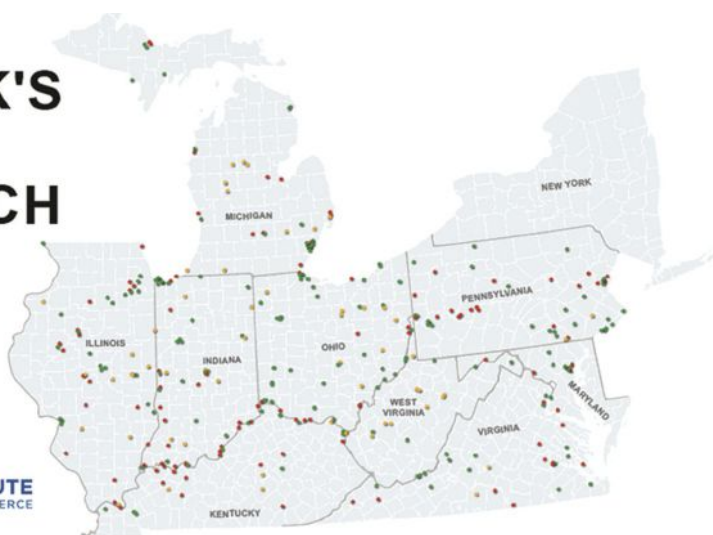 K'S
CH
MICHIGAN
NEW YORK
PENNSYLVANIA
ILLINOIS
INDIANA
OHIO
WEST
VIRGINIA
MARYLAND
VIRGINIA
KENTUCKY
UTE
ERCE